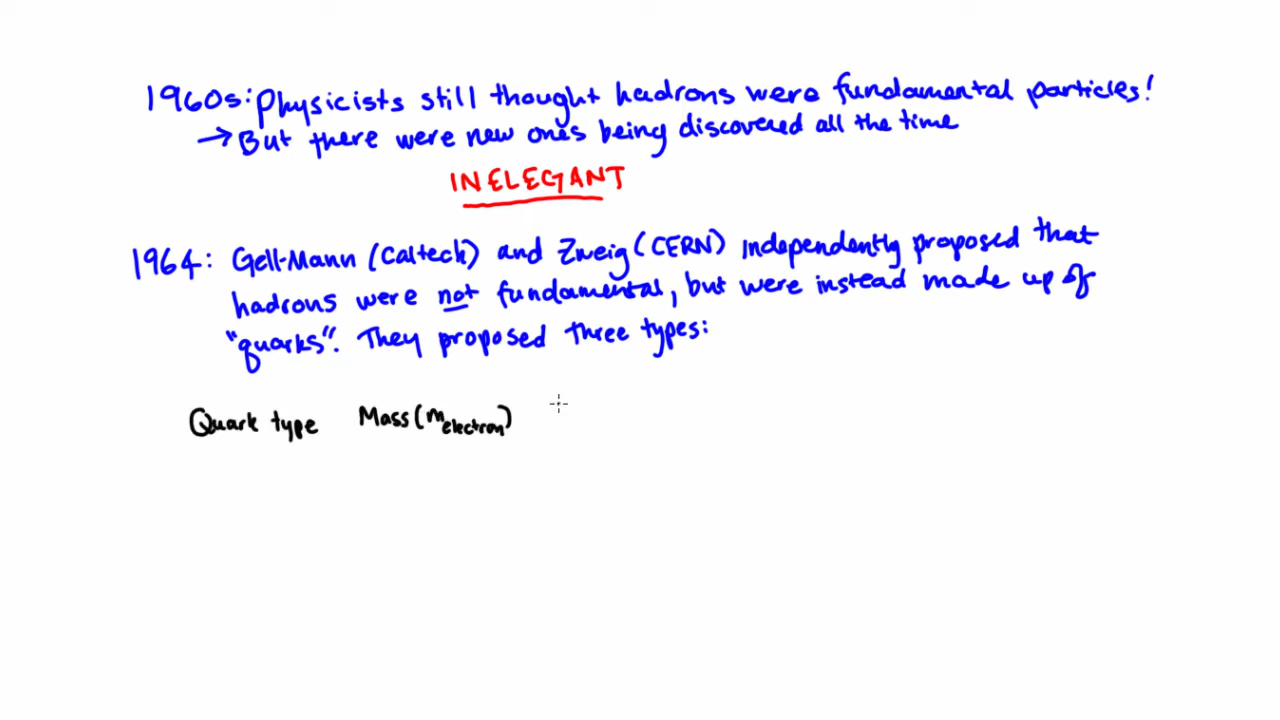 1960s: Physicists still thought hadrons were fundamental particles!
→ But there were new ones being discovered all the time
INELEGANT
1964: Gell-Mann (Caltech) and Zweig (CERN) independently proposed that
hadrons were not fundamental, but were instead made up of
"quarks". They proposed three types:
Quark type Mass (m_electron)